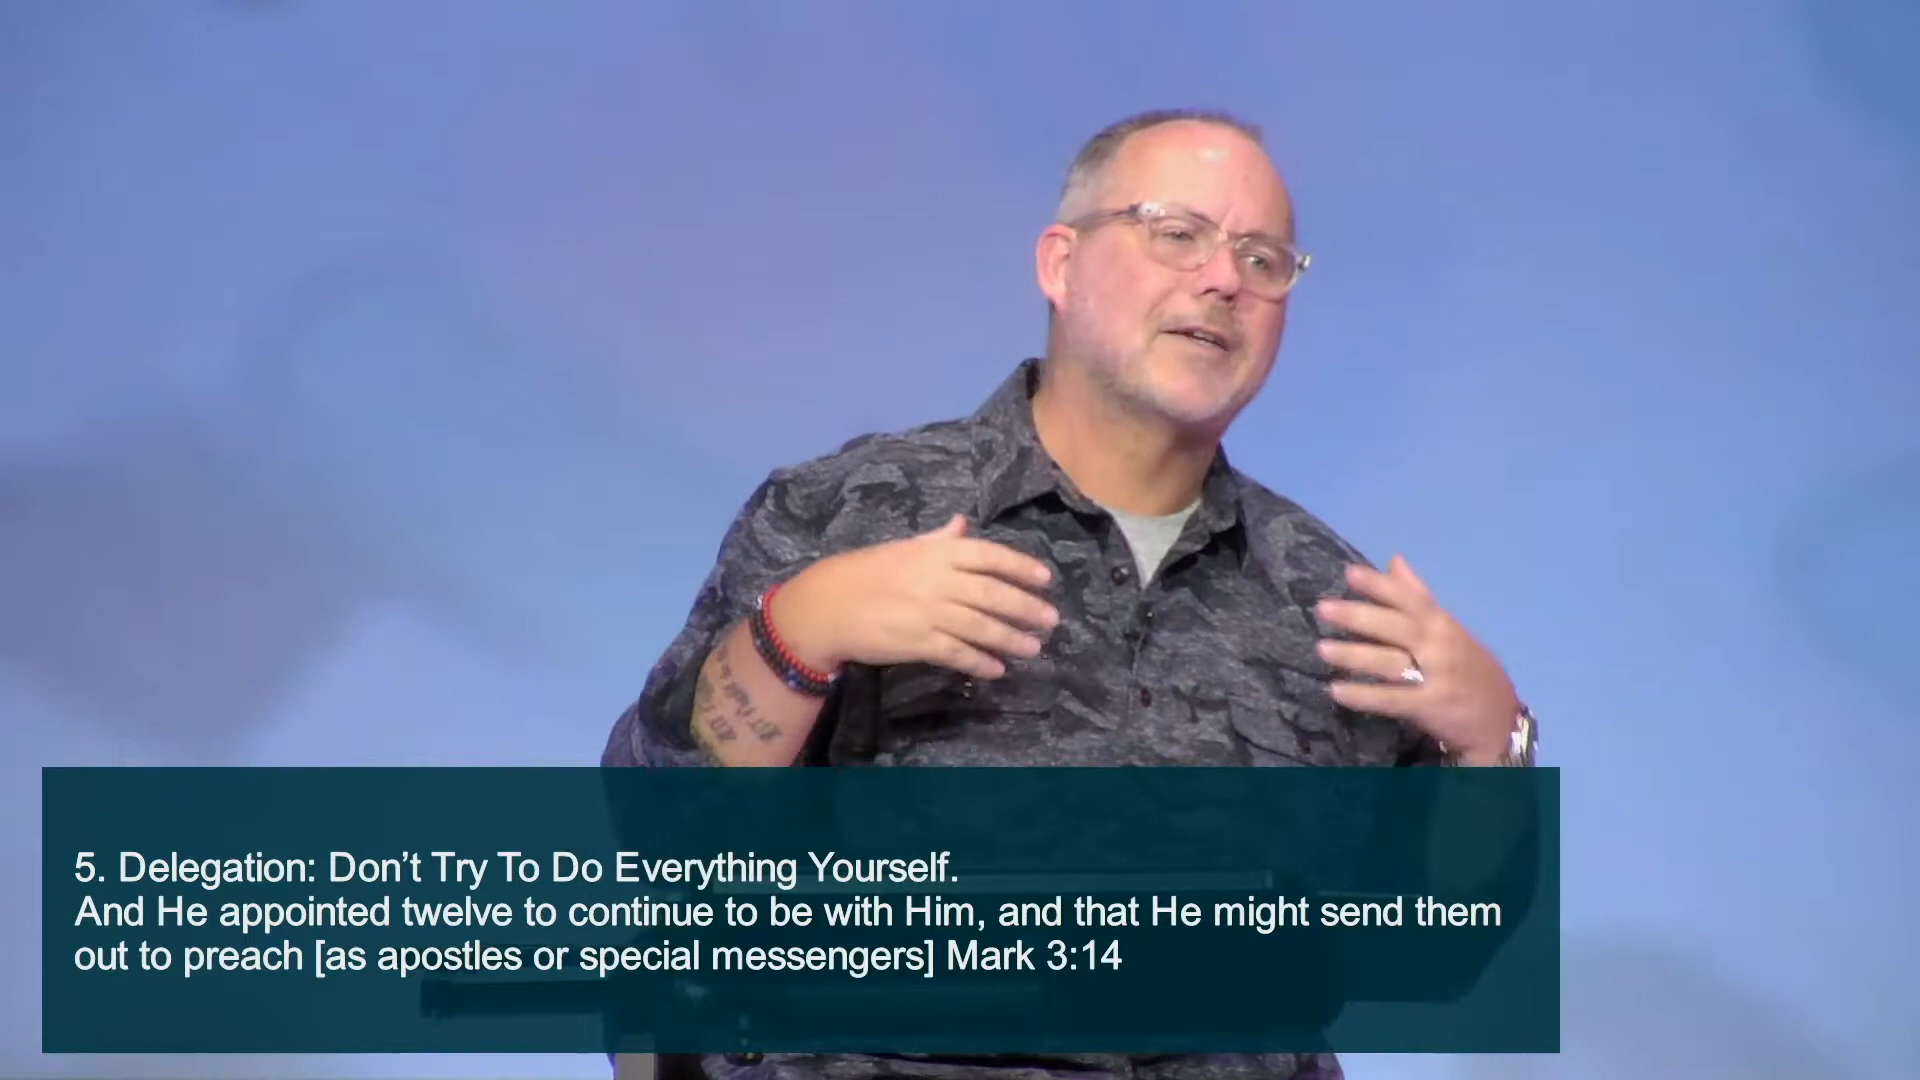 5. Delegation: Don’t Try To Do Everything Yourself.
And He appointed twelve to continue to be with Him, and that He might send them
out to preach [as apostles or special messengers] Mark 3:14